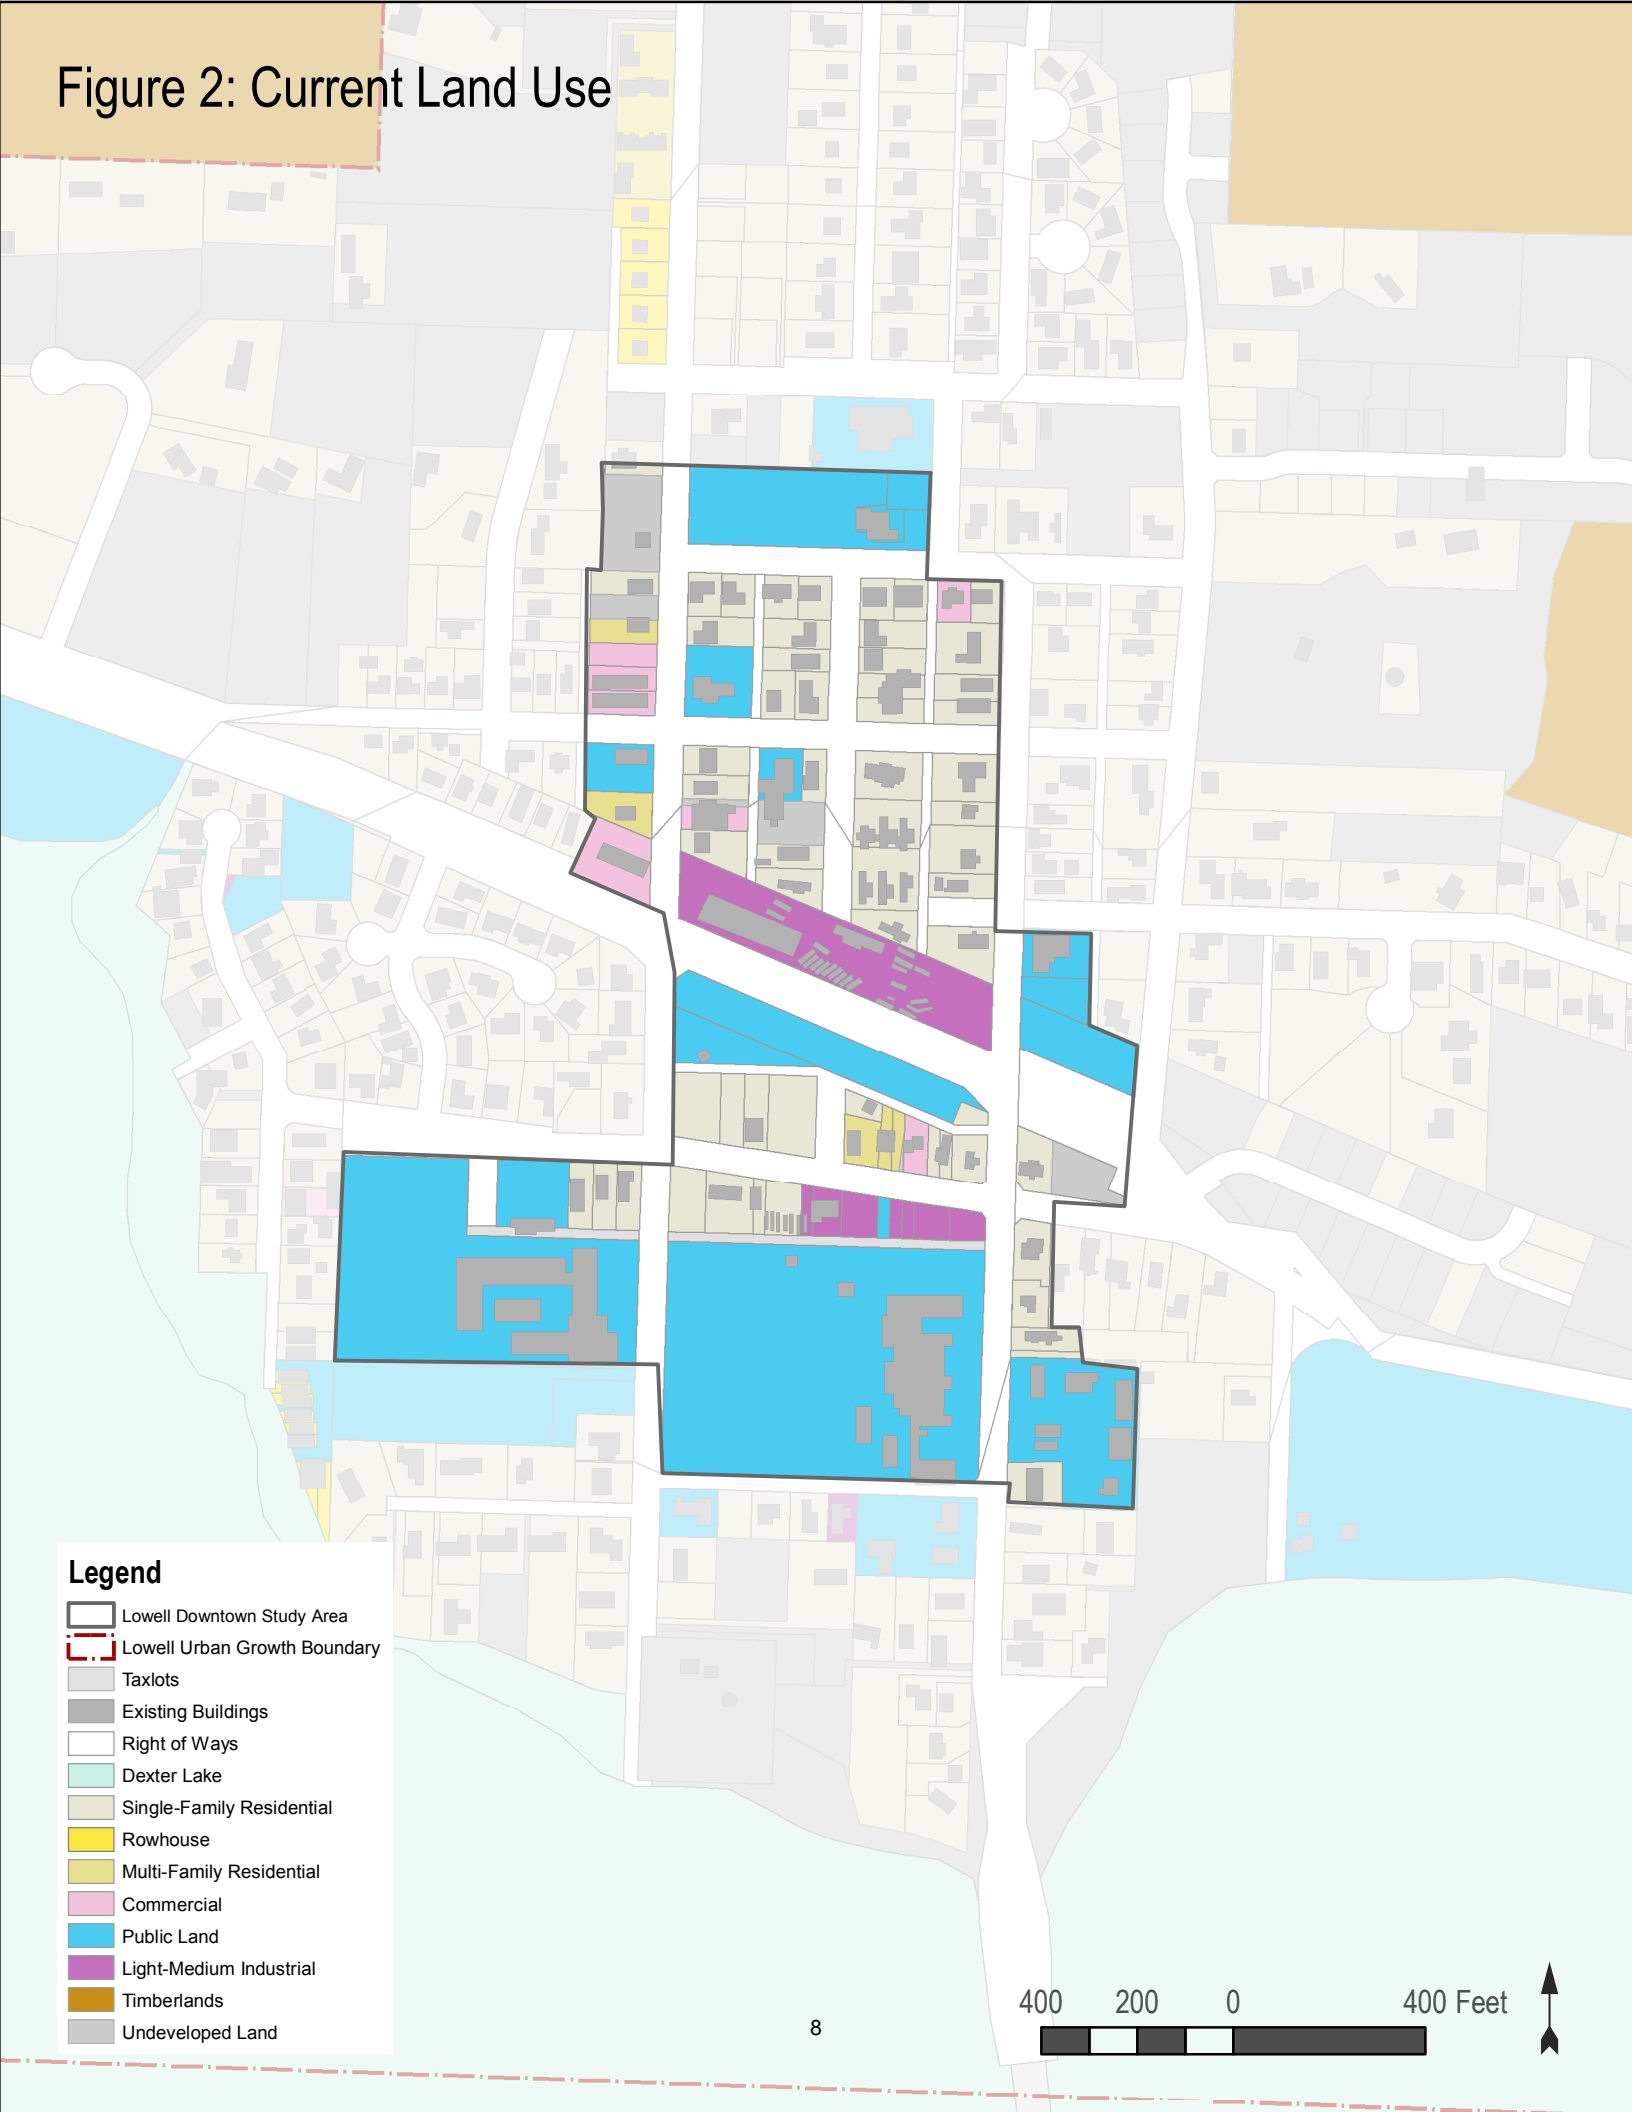 Figure 2: Current Land Use
Legend
Lowell Downtown Study Area
Lowell Urban Growth Boundary
Taxlots
Existing Buildings
Right of Ways
Dexter Lake
Single-Family Residential
Rowhouse
Multi-Family Residential
Commercial
Public Land
Light-Medium Industrial
Timberlands
Undeveloped Land
8
400 200 0 400 Feet